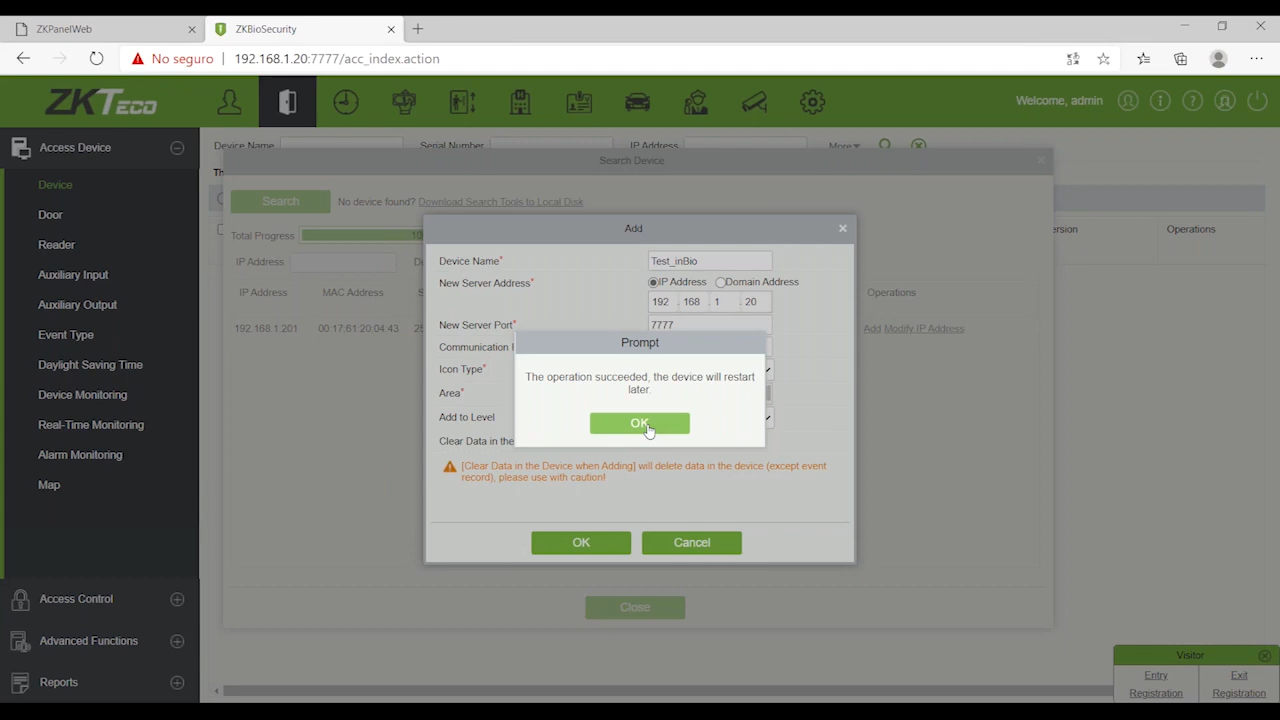 ZKPanelWeb
ZKBioSecurity
No seguro
192.168.1.20:7777/acc_index.action
ZKTECO
Welcome, admin
Access Device
Device
Door
Reader
Auxiliary Input
Auxiliary Output
Event Type
Daylight Saving Time
Device Monitoring
Real-Time Monitoring
Alarm Monitoring
Map
Access Control
Advanced Functions
Reports
Device Name
Serial Number
IP Address
More
Search Device
Search
No device found? Download Search Tools to Local Disk
Total Progress
IP Address
IP Address
MAC Address
Operations
192.168.1.201
00:17:61:20:04:43
Add Modify IP Address
Operations
Add
Device Name*
Test_inBio
New Server Address*
IP Address
Domain Address
192 . 168 . 1 . 20
New Server Port*
7777
Communication
Icon Type*
Area*
Add to Level
Clear Data in the
[Clear Data in the Device when Adding] will delete data in the device (except event
record), please use with caution!
OK
Cancel
Prompt
The operation succeeded, the device will restart
later.
OK
Close
Visitor
Entry
Registration
Exit
Registration